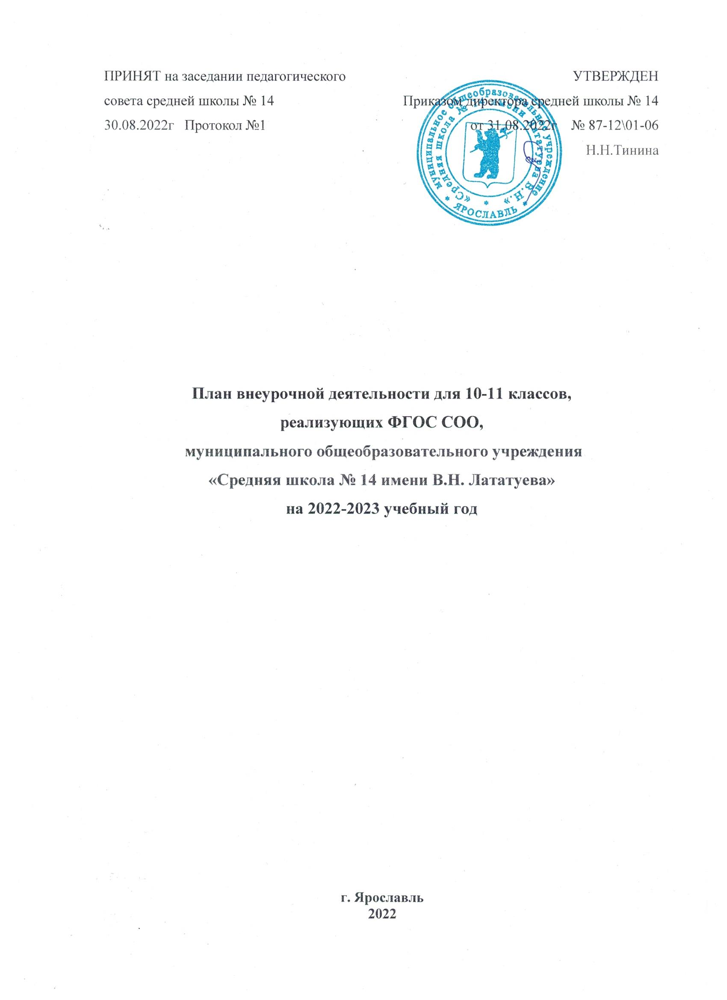 ПРИНЯТ на заседании педагогического
совета средней школы № 14
30.08.2022г Протокол №1
УТВЕРЖДЕН
Приказом директора средней школы № 14
от 31.08.2022г № 87-12\01-06
Н.Н.Тинина
муниципальное общеобразовательное учреждение
«Средняя школа № 14 имени Лататуева В.Н.»
* ЯРОСЛАВЛЬ *
План внеурочной деятельности для 10-11 классов,
реализующих ФГОС СОО,
муниципального общеобразовательного учреждения
«Средняя школа № 14 имени В.Н. Лататуева»
на 2022-2023 учебный год
г. Ярославль
2022